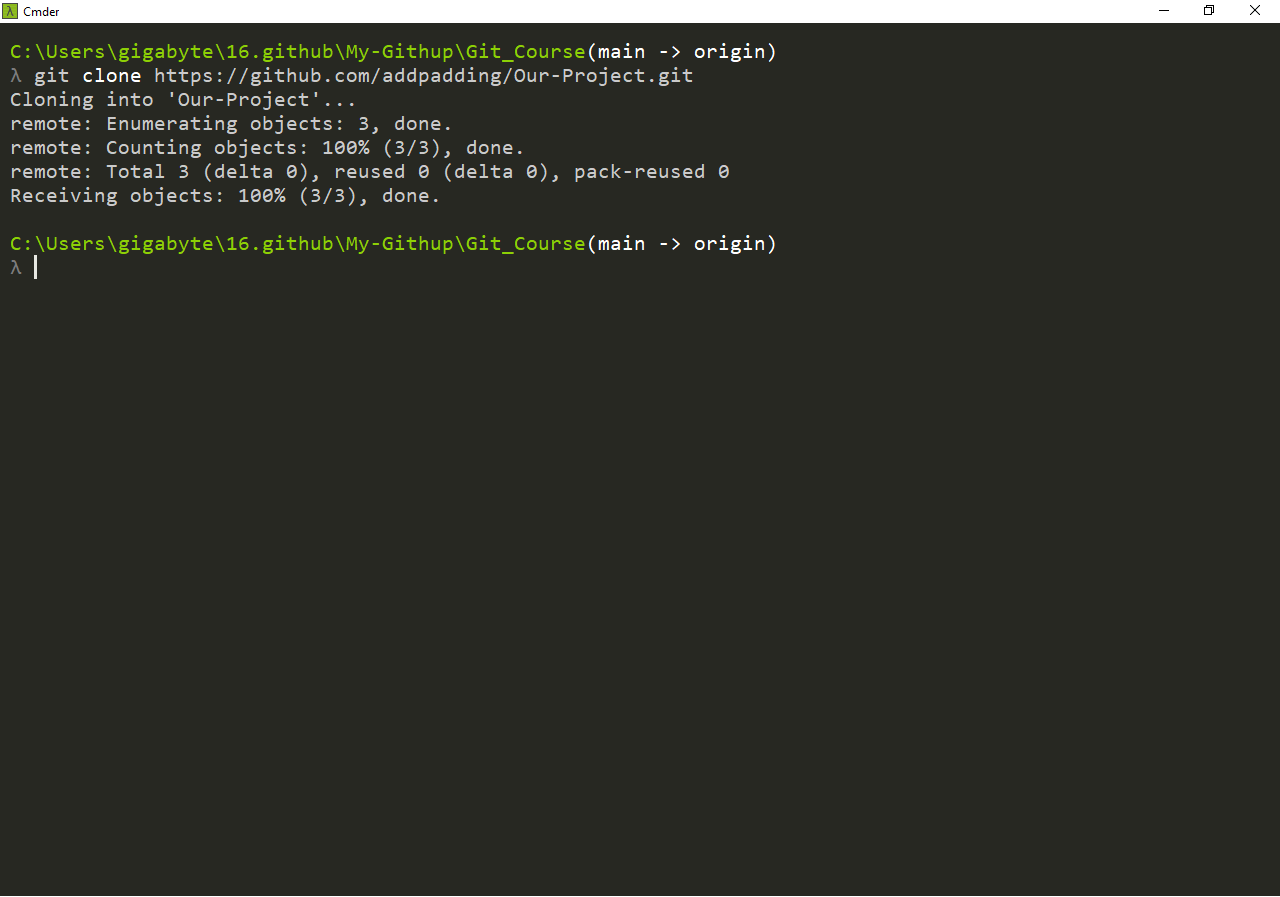 Cmder
C:\Users\gigabyte\16.github\My-Githup\Git_Course(main -> origin)
λ git clone https://github.com/addpadding/Our-Project.git
Cloning into 'Our-Project'...
remote: Enumerating objects: 3, done.
remote: Counting objects: 100% (3/3), done.
remote: Total 3 (delta 0), reused 0 (delta 0), pack-reused 0
Receiving objects: 100% (3/3), done.
C:\Users\gigabyte\16.github\My-Githup\Git_Course(main -> origin)
λ